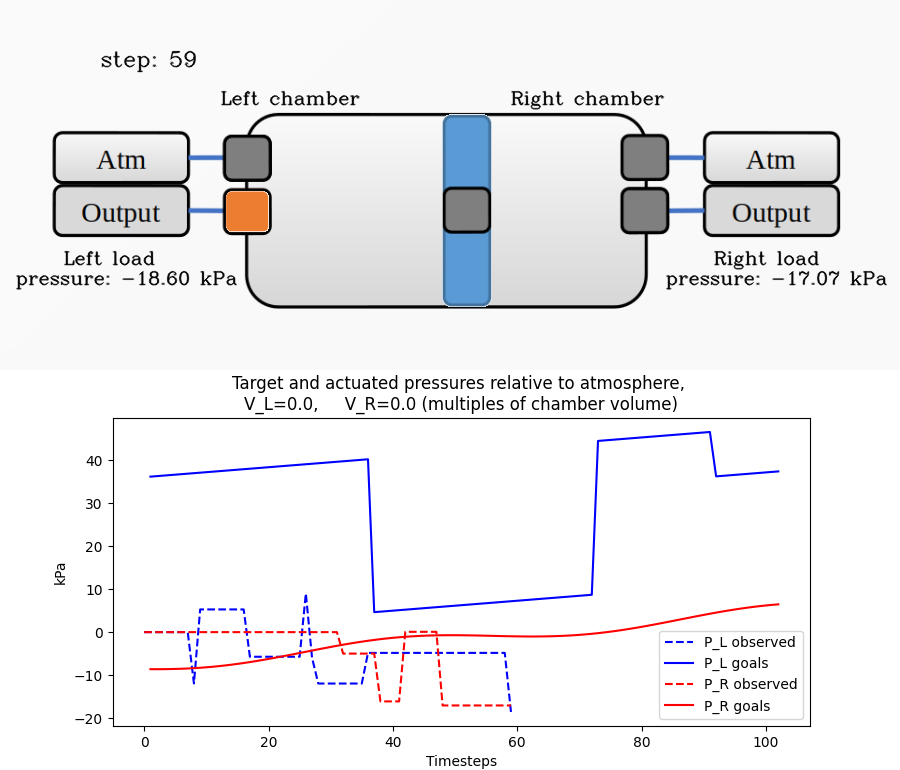 step: 59
Left chamber
Right chamber
Atm
Atm
Output
Output
Left load
pressure: −18.60 kPa
Right load
pressure: −17.07 kPa
Target and actuated pressures relative to atmosphere,
V_L=0.0, V_R=0.0 (multiples of chamber volume)
40
30
20
10
0
−10
−20
kPa
P_L observed
P_L goals
P_R observed
P_R goals
0 20 40 60 80 100
Timesteps